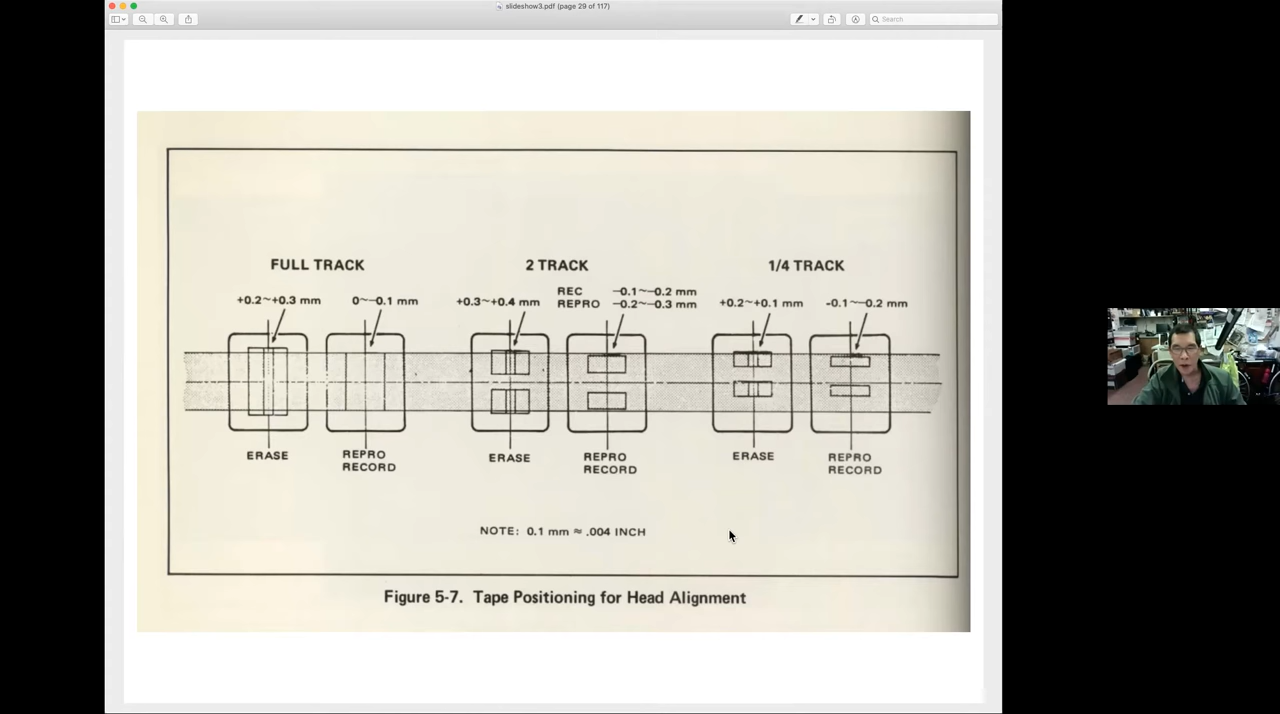 slideshow3.pdf (page 29 of 117)
Search
FULL TRACK
2 TRACK
1/4 TRACK
+0.2~+0.3 mm
0~-0.1 mm
+0.3~+0.4 mm
REC -0.1~-0.2 mm
REPRO -0.2~-0.3 mm
+0.2~+0.1 mm
-0.1~-0.2 mm
ERASE
REPRO
RECORD
ERASE
REPRO
RECORD
ERASE
REPRO
RECORD
NOTE: 0.1 mm ≈ .004 INCH
Figure 5-7. Tape Positioning for Head Alignment